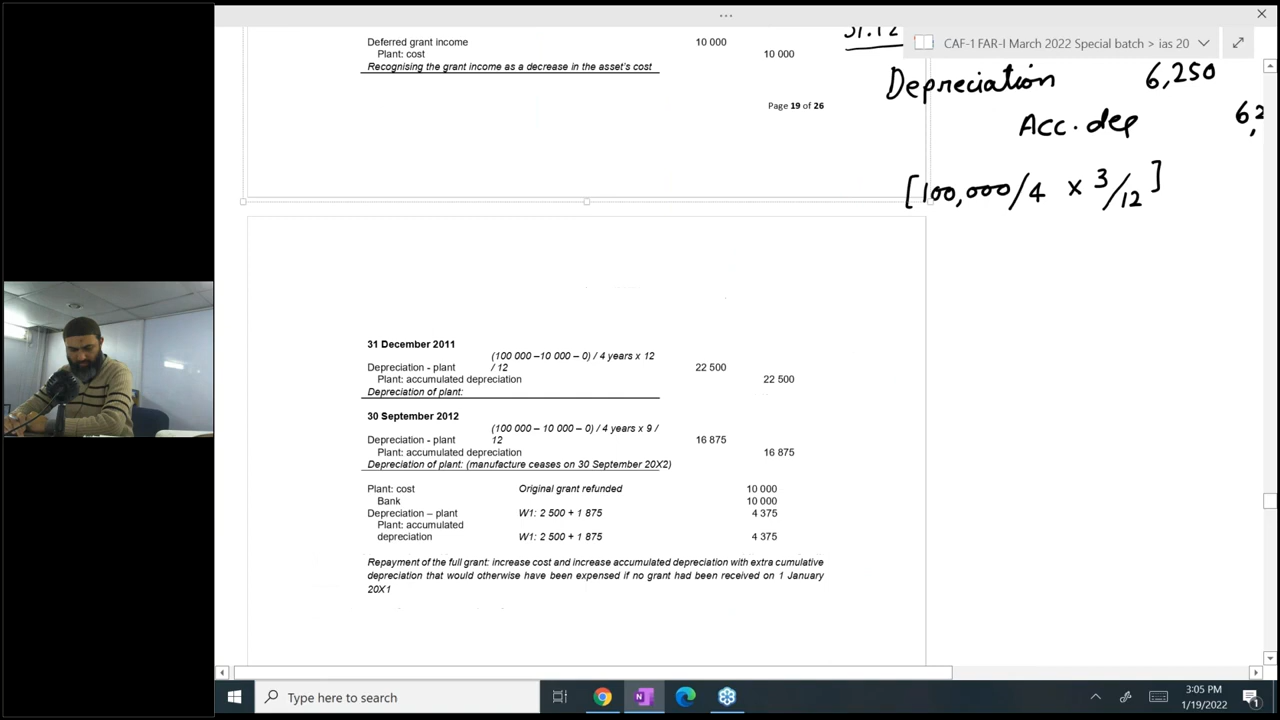 CAF-1 FAR-I March 2022 Special batch > ias 20
31.12
Deferred grant income 10 000
Plant: cost 10 000
Recognising the grant income as a decrease in the asset's cost
Page 19 of 26
Depreciation 6,250
Acc. dep 6,2
[100,000/4 x 3/12]
31 December 2011
(100 000 –10 000 – 0) / 4 years x 12
Depreciation - plant / 12 22 500
Plant: accumulated depreciation 22 500
Depreciation of plant:
30 September 2012
(100 000 – 10 000 – 0) / 4 years x 9 /
Depreciation - plant 12 16 875
Plant: accumulated depreciation 16 875
Depreciation of plant: (manufacture ceases on 30 September 20X2)
Plant: cost Original grant refunded 10 000
Bank 10 000
Depreciation – plant W1: 2 500 + 1 875 4 375
Plant: accumulated
depreciation W1: 2 500 + 1 875 4 375
Repayment of the full grant: increase cost and increase accumulated depreciation with extra cumulative
depreciation that would otherwise have been expensed if no grant had been received on 1 January
20X1
Type here to search
3:05 PM
1/19/2022